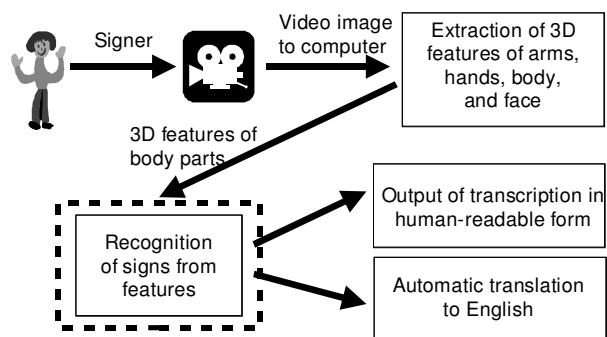 Signer
Video image
to computer
Extraction of 3D
features of arms,
hands, body,
and face
3D features of
body parts
Recognition
of signs from
features
Output of transcription in
human-readable form
Automatic translation
to English